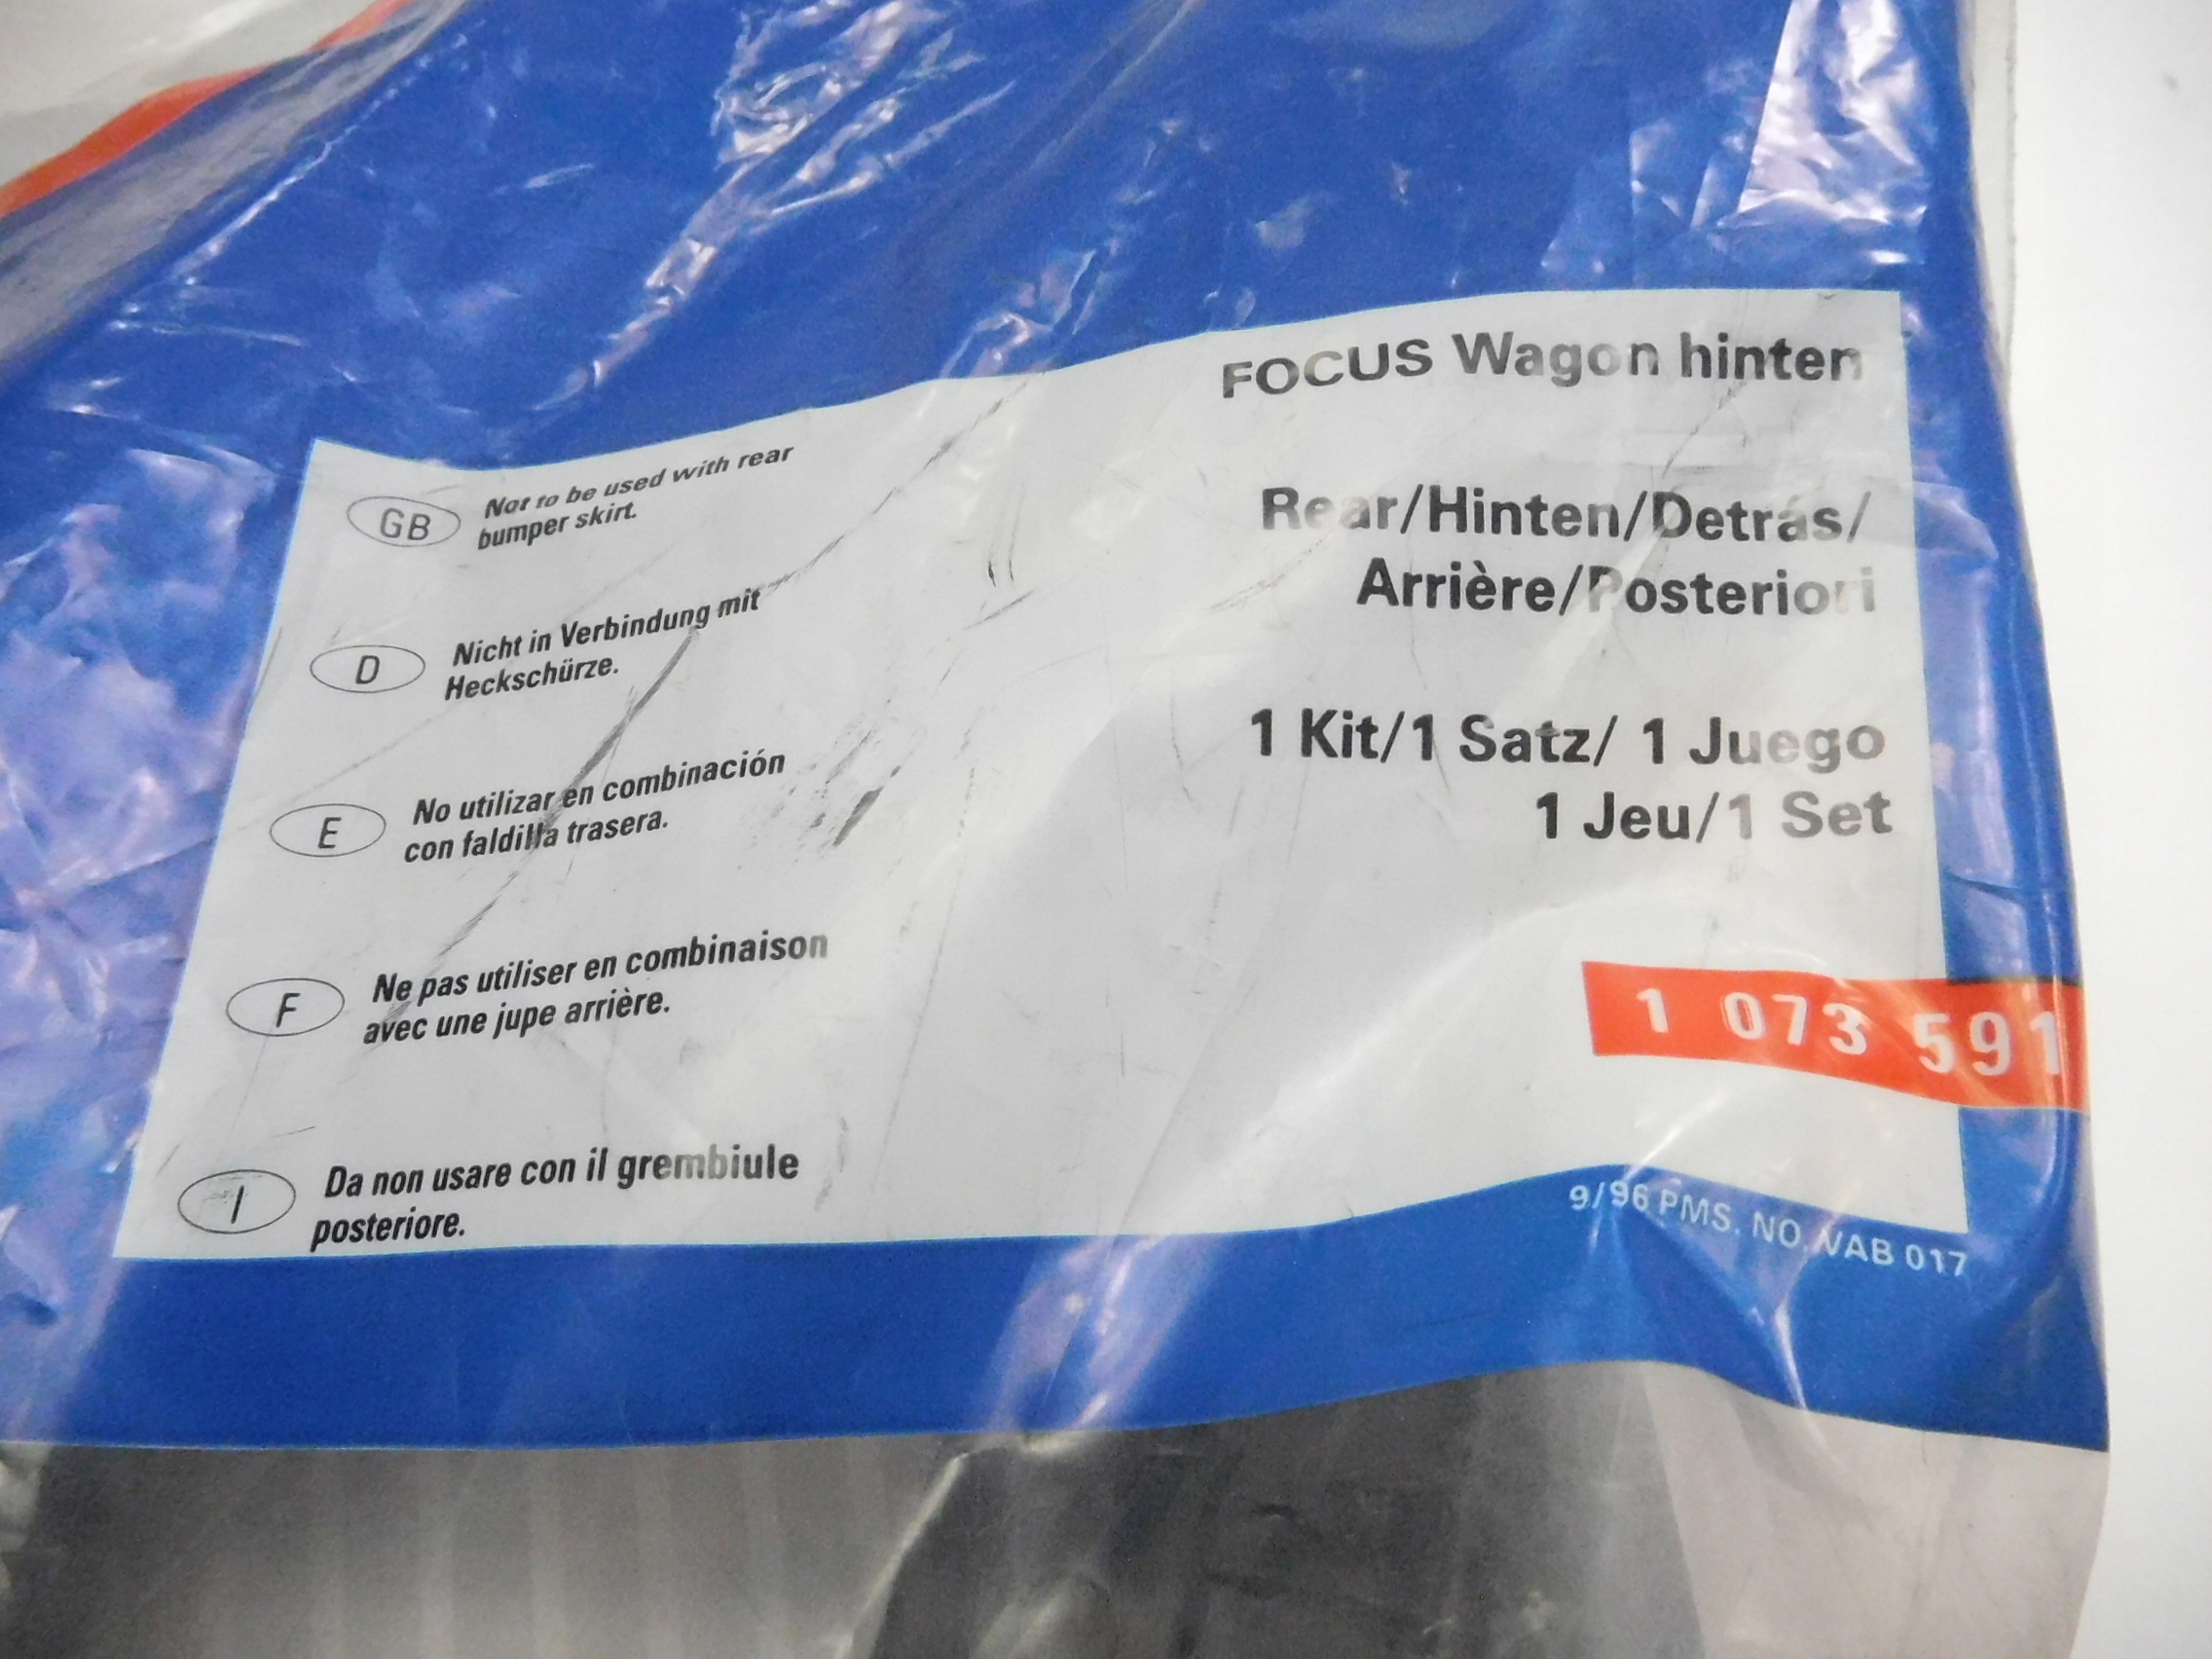 FOCUS Wagon hinten
GB
Not to be used with rear
bumper skirt.
D
Nicht in Verbindung mit
Heckschürze.
E
No utilizar en combinación
con faldilla trasera.
F
Ne pas utiliser en combinaison
avec une jupe arrière.
I
Da non usare con il grembiule
posteriore.
Rear/Hinten/Detrás/
Arrière/Posteriori
1 Kit/1 Satz/ 1 Juego
1 Jeu/1 Set
1 073 591
9/96 PMS. NO. VAB 017